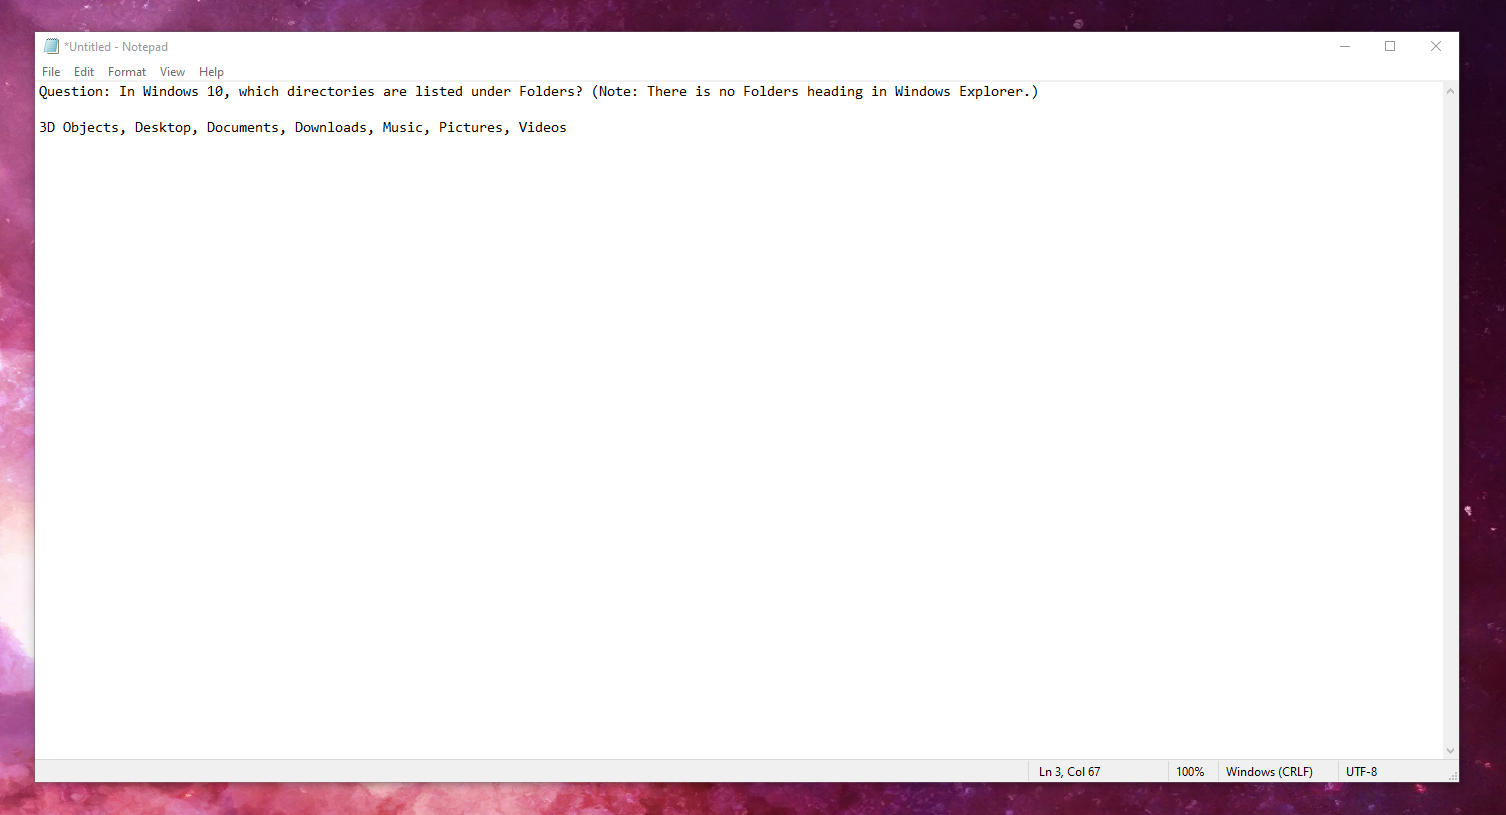 *Untitled - Notepad
File Edit Format View Help
Question: In Windows 10, which directories are listed under Folders? (Note: There is no Folders heading in Windows Explorer.)
3D Objects, Desktop, Documents, Downloads, Music, Pictures, Videos
Ln 3, Col 67 100% Windows (CRLF) UTF-8